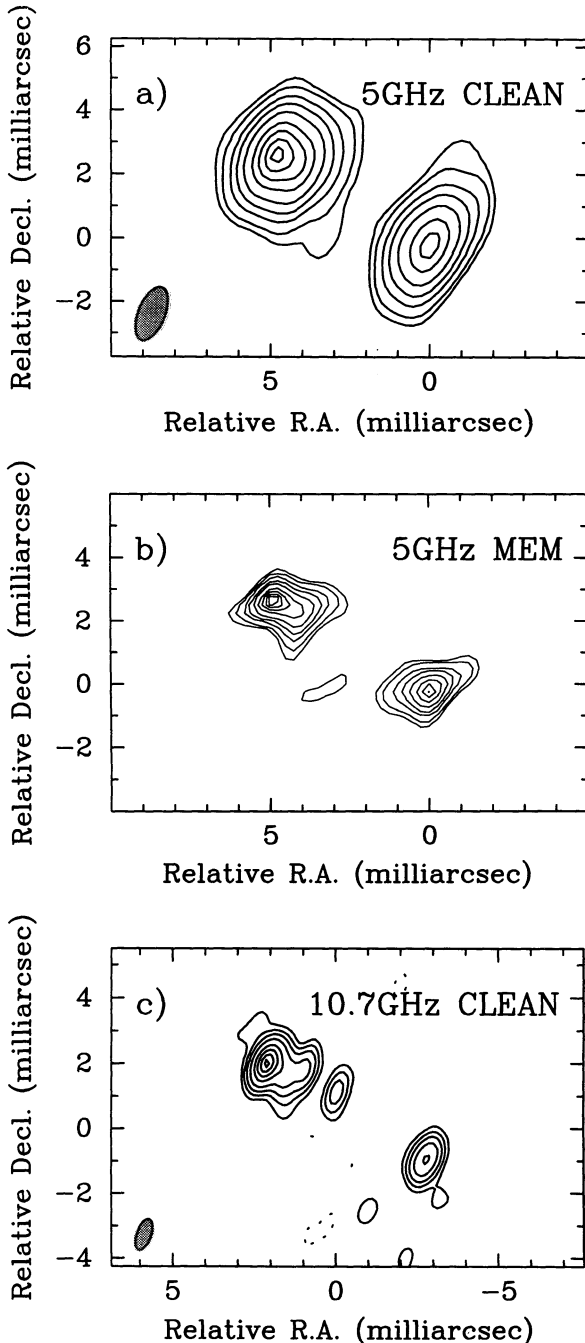 6
a)
5GHz CLEAN
4
2
0
−2
Relative Decl. (milliarcsec)
5
0
Relative R.A. (milliarcsec)
b)
5GHz MEM
4
2
0
−2
Relative Decl. (milliarcsec)
5
0
Relative R.A. (milliarcsec)
c)
10.7GHz CLEAN
4
2
0
−2
−4
Relative Decl. (milliarcsec)
5
0
−5
Relative R.A. (milliarcsec)